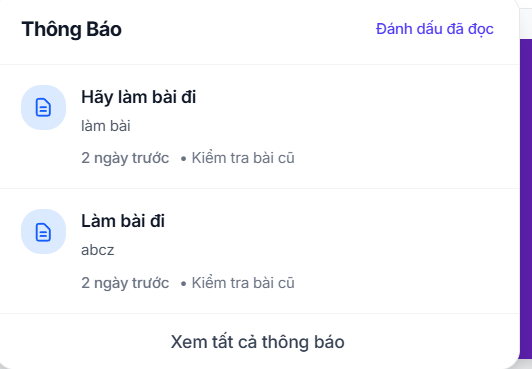 Thông Báo
Đánh dấu đã đọc
Hãy làm bài đi
làm bài
2 ngày trước • Kiểm tra bài cũ
Làm bài đi
abcz
2 ngày trước • Kiểm tra bài cũ
Xem tất cả thông báo